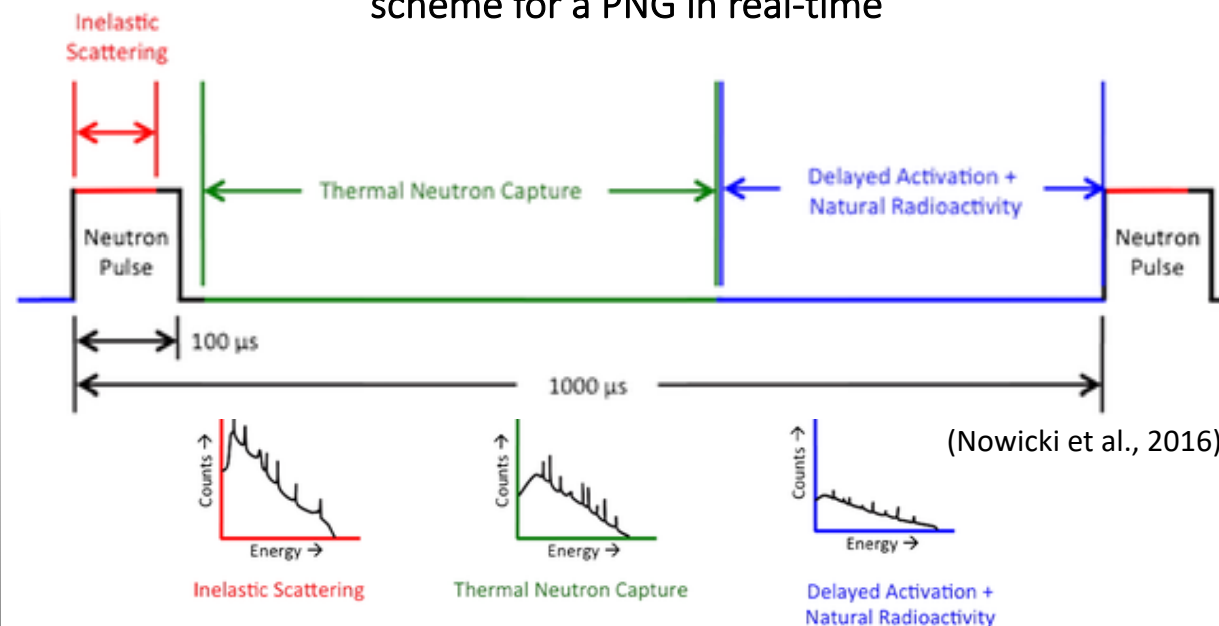 scheme for a PNG in real-time
Inelastic
Scattering
Thermal Neutron Capture
Delayed Activation +
Natural Radioactivity
Neutron
Pulse
Neutron
Pulse
100 µs
1000 µs
(Nowicki et al., 2016)
Counts →
Energy →
Inelastic Scattering
Counts →
Energy →
Thermal Neutron Capture
Counts →
Energy →
Delayed Activation +
Natural Radioactivity